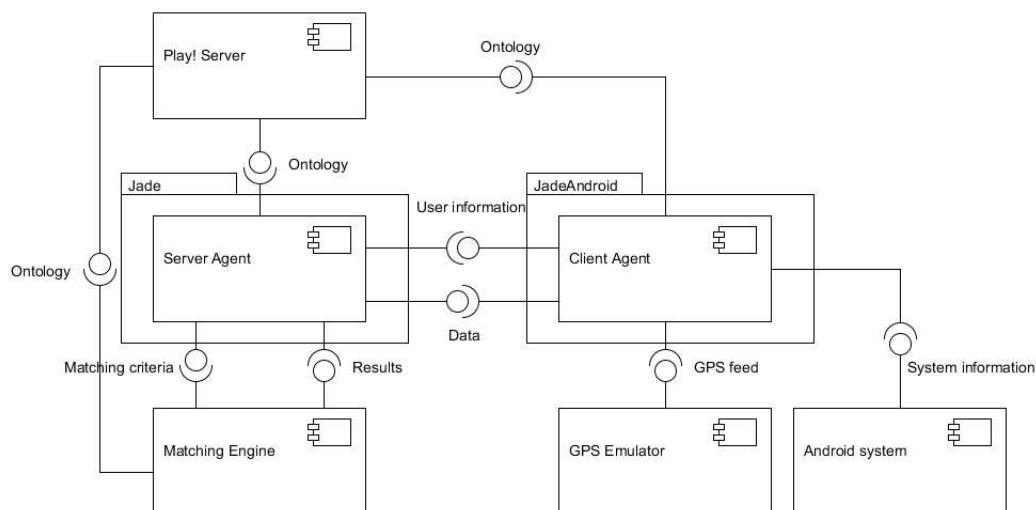 Play! Server
Ontology
Ontology
Jade
JadeAndroid
User information
Server Agent
Client Agent
Ontology
Data
Matching criteria
Results
GPS feed
System information
Matching Engine
GPS Emulator
Android system